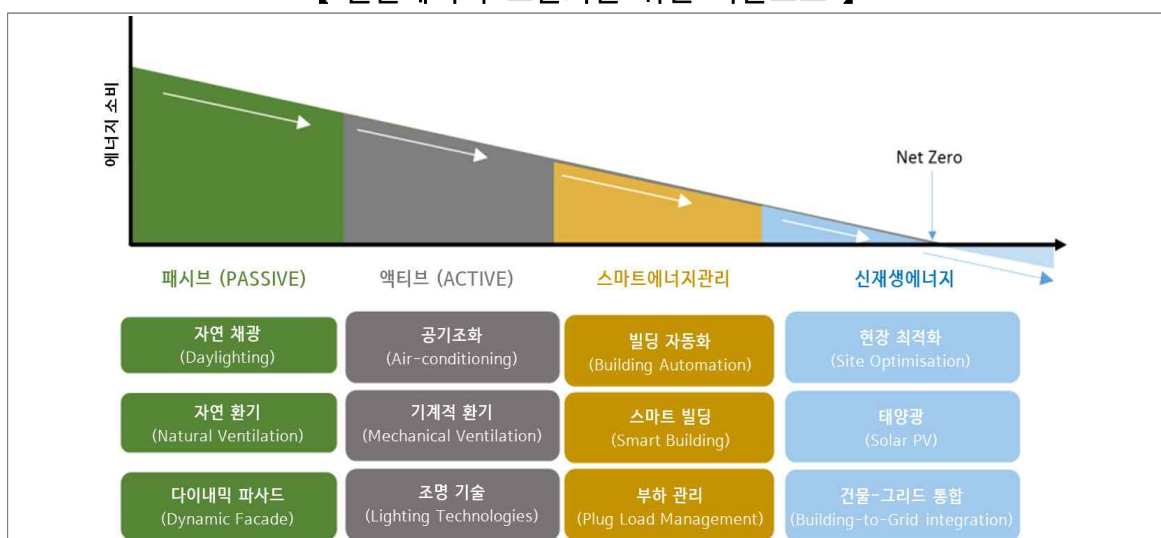 에너지 소비
Net Zero
패시브 (PASSIVE)
액티브 (ACTIVE)
스마트에너지관리
신재생에너지
자연 채광
(Daylighting)
공기조화
(Air-conditioning)
빌딩 자동화
(Building Automation)
현장 최적화
(Site Optimisation)
자연 환기
(Natural Ventilation)
기계적 환기
(Mechanical Ventilation)
스마트 빌딩
(Smart Building)
태양광
(Solar PV)
다이내믹 파사드
(Dynamic Facade)
조명 기술
(Lighting Technologies)
부하 관리
(Plug Load Management)
건물-그리드 통합
(Building-to-Grid integration)